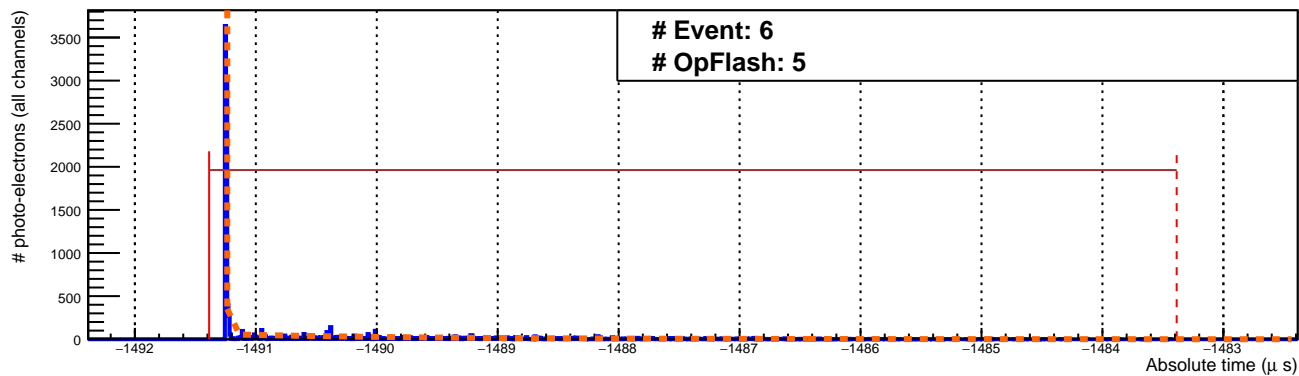 # Event: 6
# OpFlash: 5
# photo-electrons (all channels)
3500
3000
2500
2000
1500
1000
500
0
−1492 −1491 −1490 −1489 −1488 −1487 −1486 −1485 −1484 −1483
Absolute time (μ s)